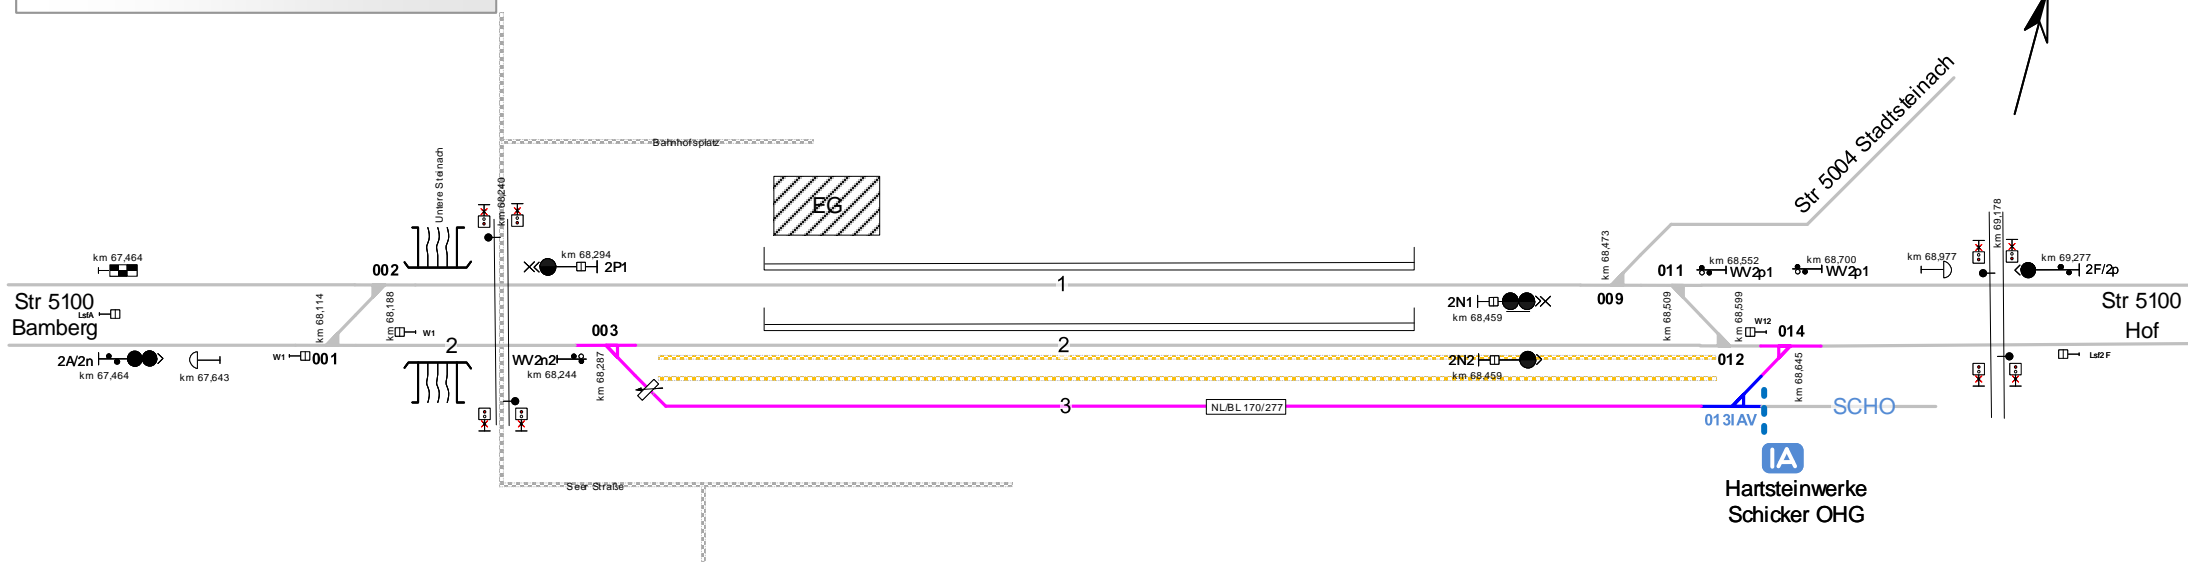 Str 5004 Stadtsteinach
Bahnhofsplatz
Untere Steinach
km 68,240
EG
km 69,178
km 67,464
002
km 68,294
2P1
km 68,473
011
km 68,552
WV2p1
km 68,700
WV2p1
km 68,977
km 69,277
2F/2p
1
Str 5100
Bamberg
LsfA
km 68,114
km 68,188
W1
2N1
km 68,459
009
km 68,509
km 68,599
W12
014
Str 5100
Hof
003
2
2
2A/2n
km 67,464
km 67,643
W1
001
WV2n2
km 68,244
km 68,287
2N2
km 68,459
012
km 68,645
Lsf2F
3
NL/BL 170/277
013IAV
SCHO
IA
Hartsteinwerke
Schicker OHG
Seer Straße